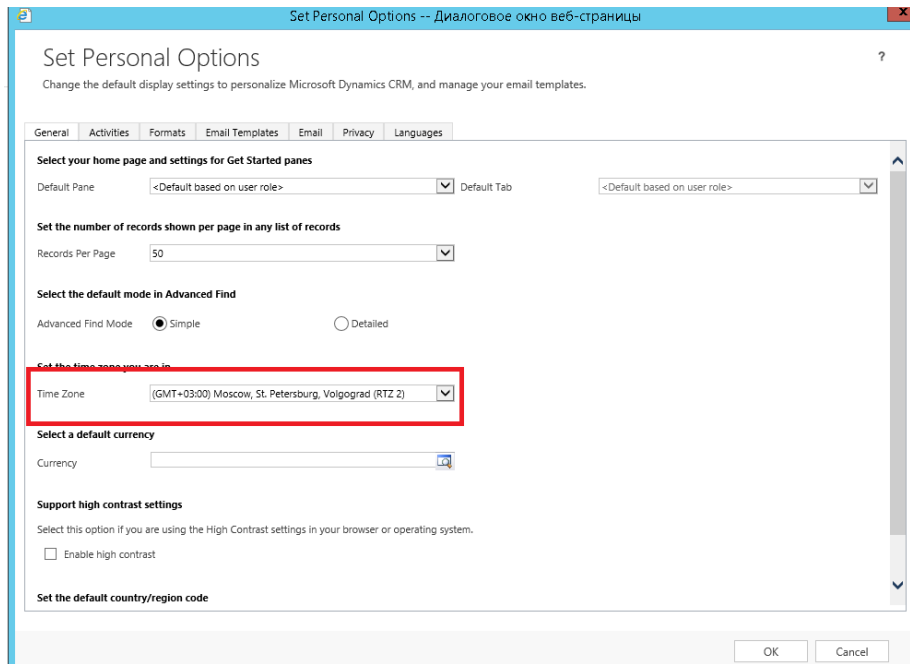 Set Personal Options -- Диалоговое окно веб-страницы
x
Set Personal Options
?
Change the default display settings to personalize Microsoft Dynamics CRM, and manage your email templates.
General Activities Formats Email Templates Email Privacy Languages
Select your home page and settings for Get Started panes
Default Pane <Default based on user role> Default Tab <Default based on user role>
Set the number of records shown per page in any list of records
Records Per Page 50
Select the default mode in Advanced Find
Advanced Find Mode Simple Detailed
Set the time zone you are in
Time Zone (GMT+03:00) Moscow, St. Petersburg, Volgograd (RTZ 2)
Select a default currency
Currency
Support high contrast settings
Select this option if you are using the High Contrast settings in your browser or operating system.
Enable high contrast
Set the default country/region code
OK Cancel